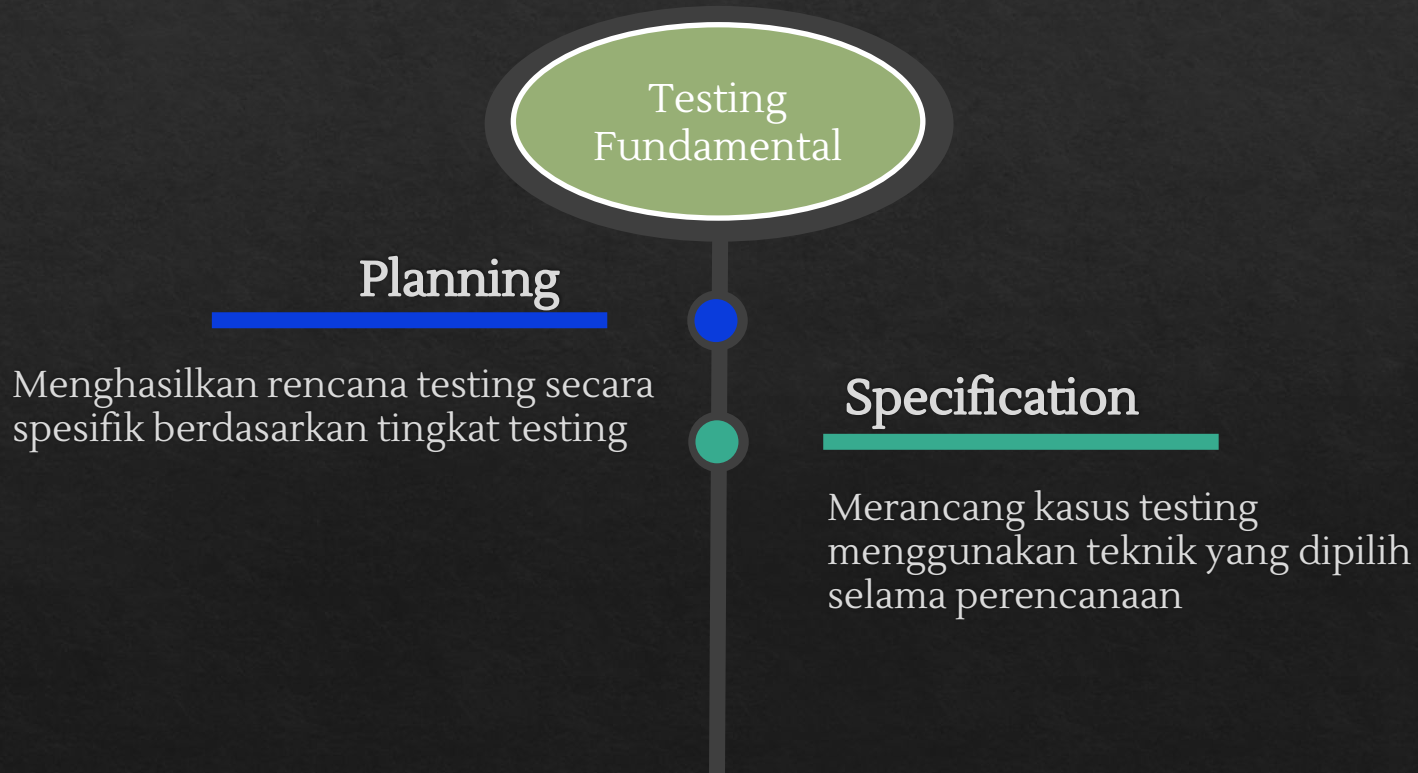 Testing
Fundamental
Planning
Menghasilkan rencana testing secara
spesifik berdasarkan tingkat testing
Specification
Merancang kasus testing
menggunakan teknik yang dipilih
selama perencanaan